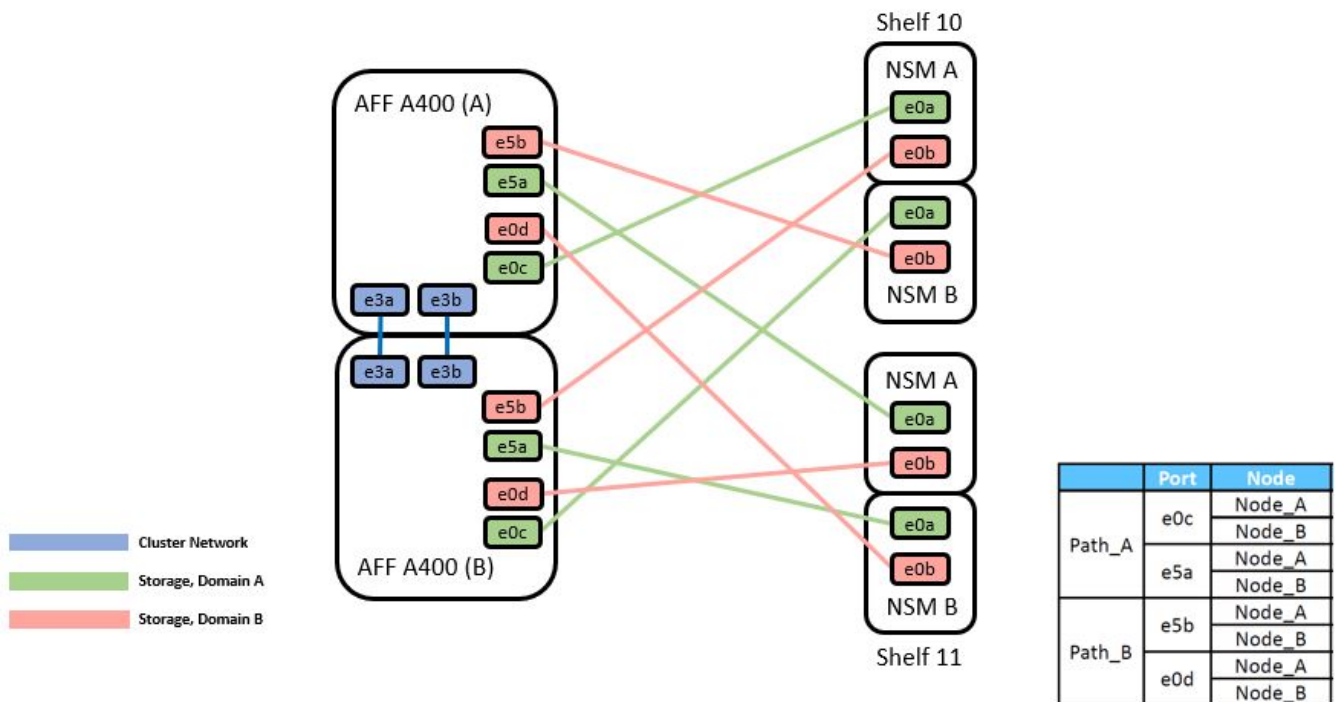 Shelf 10
NSM A
e0a
e0b
e0a
e0b
NSM B
AFF A400 (A)
e5b
e5a
e0d
e0c
e3a e3b
e3a e3b
e5b
e5a
e0d
e0c
AFF A400 (B)
NSM A
e0a
e0b
e0a
e0b
NSM B
Shelf 11
Cluster Network
Storage, Domain A
Storage, Domain B
Port Node
Path_A e0c Node_A
Node_B
e5a Node_A
Node_B
Path_B e5b Node_A
Node_B
e0d Node_A
Node_B